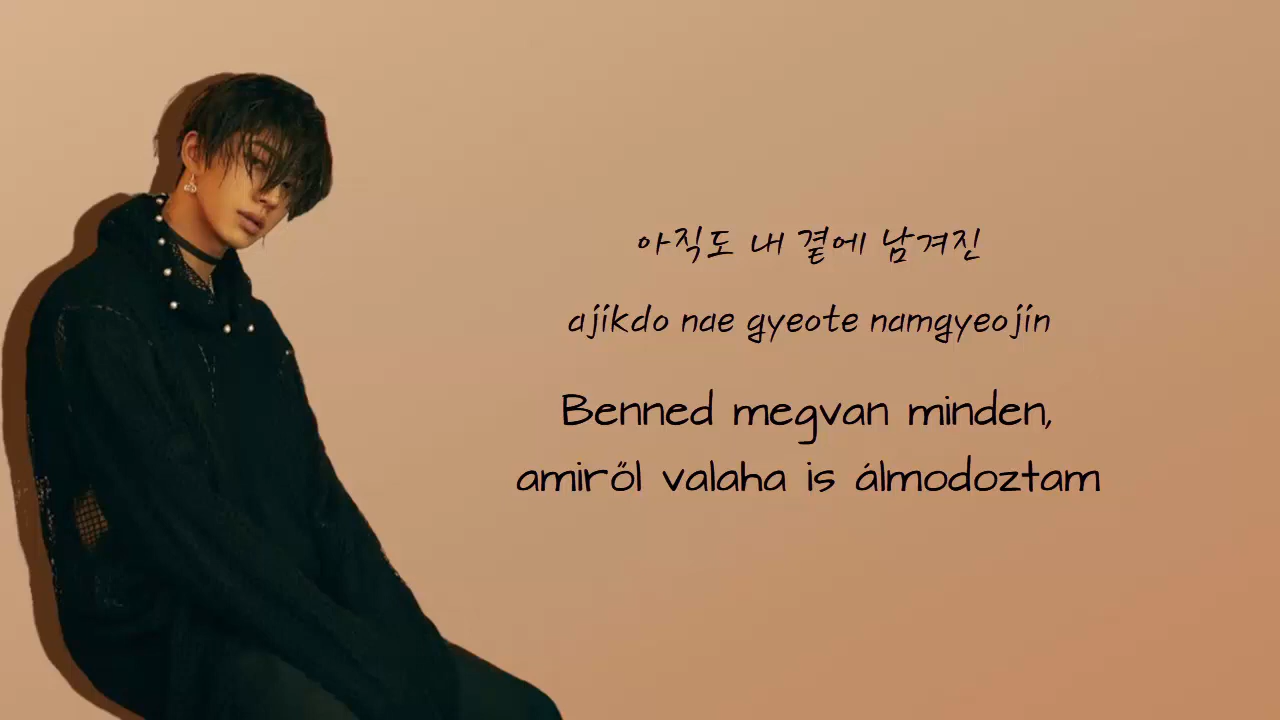 아직도 내 곁에 남겨진
ajikdo nae gyeote namgyeojin
Benned megvan minden,
amiről valaha is álmodoztam